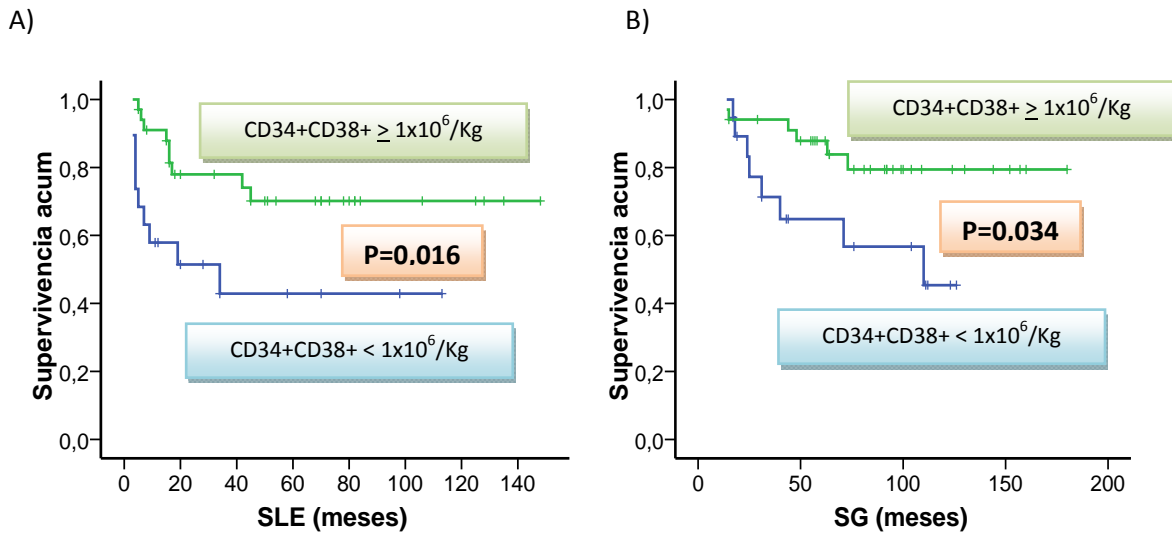 A)
B)
1,0
0,8
0,6
0,4
0,2
0,0
Supervivencia acum
CD34+CD38+ ≥ 1x10⁶/Kg
P=0.016
CD34+CD38+ < 1x10⁶/Kg
0 20 40 60 80 100 120 140
SLE (meses)
1,0
0,8
0,6
0,4
0,2
0,0
Supervivencia acum
CD34+CD38+ ≥ 1x10⁶/Kg
P=0.034
CD34+CD38+ < 1x10⁶/Kg
0 50 100 150 200
SG (meses)